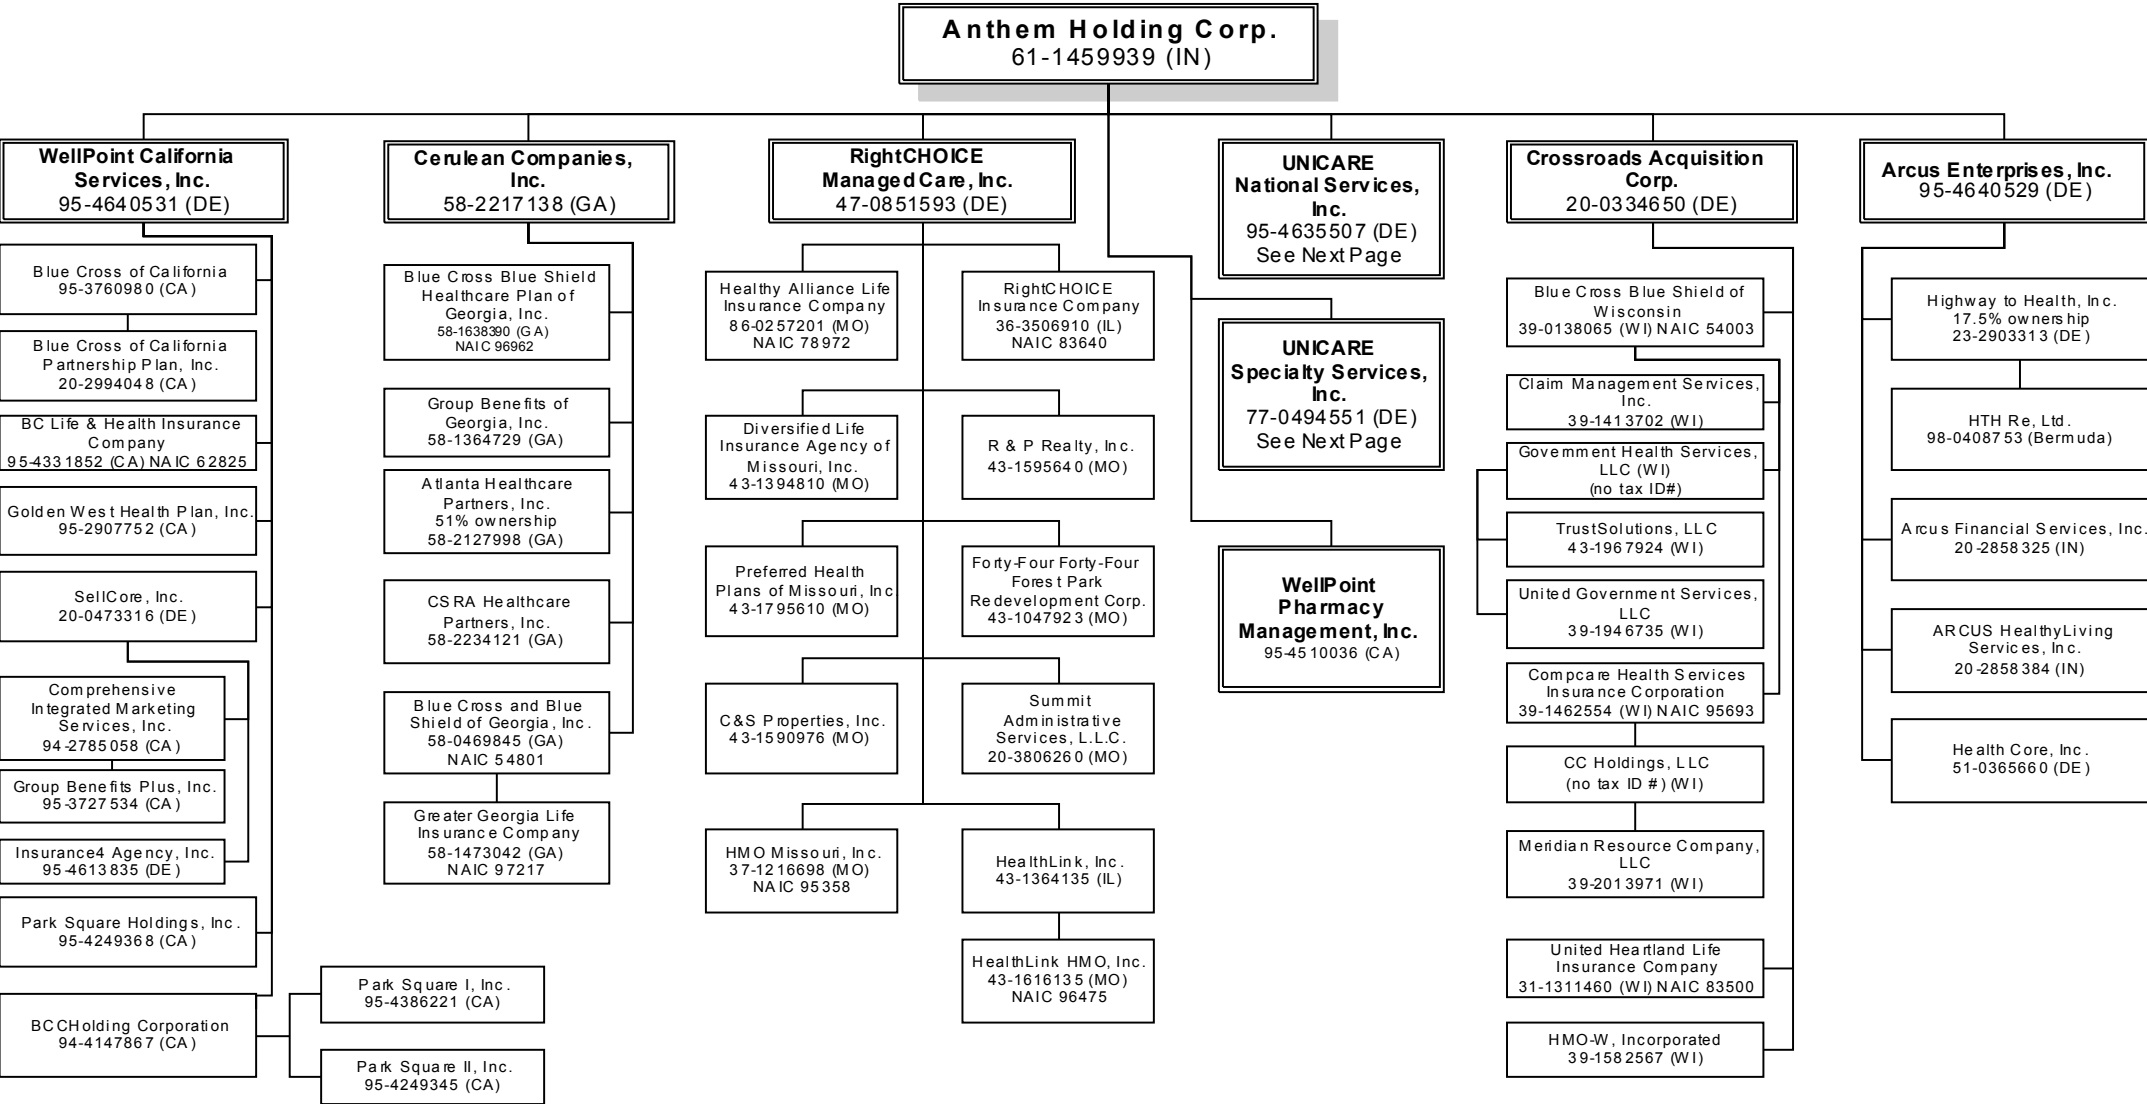 Anthem Holding Corp.
61-1459939 (IN)
WellPoint California
Services, Inc.
95-4640531 (DE)
Blue Cross of California
95-3760980 (CA)
Blue Cross of California
Partnership Plan, Inc.
20-2994048 (CA)
BC Life & Health Insurance
Company
95-4331852 (CA) NAIC 62825
Golden West Health Plan, Inc.
95-2907752 (CA)
SellCore, Inc.
20-0473316 (DE)
Comprehensive
Integrated Marketing
Services, Inc.
94-2785058 (CA)
Group Benefits Plus, Inc.
95-3727534 (CA)
Insurance4 Agency, Inc.
95-4613835 (DE)
Park Square Holdings, Inc.
95-4249368 (CA)
BCCHolding Corporation
94-4147867 (CA)
Park Square I, Inc.
95-4386221 (CA)
Park Square II, Inc.
95-4249345 (CA)
Cerulean Companies,
Inc.
58-2217138 (GA)
Blue Cross Blue Shield
Healthcare Plan of
Georgia, Inc.
58-1638390 (GA)
NAIC 96962
Group Benefits of
Georgia, Inc.
58-1364729 (GA)
Atlanta Healthcare
Partners, Inc.
51% ownership
58-2127998 (GA)
CSRA Healthcare
Partners, Inc.
58-2234121 (GA)
Blue Cross and Blue
Shield of Georgia, Inc.
58-0469845 (GA)
NAIC 54801
Greater Georgia Life
Insurance Company
58-1473042 (GA)
NAIC 97217
RightCHOICE
Managed Care, Inc.
47-0851593 (DE)
Healthy Alliance Life
Insurance Company
86-0257201 (MO)
NAIC 78972
RightCHOICE
Insurance Company
36-3506910 (IL)
NAIC 83640
Diversified Life
Insurance Agency of
Missouri, Inc.
43-1394810 (MO)
R & P Realty, Inc.
43-1595640 (MO)
Preferred Health
Plans of Missouri, Inc.
43-1795610 (MO)
Forty-Four Forty-Four
Forest Park
Redevelopment Corp.
43-1047923 (MO)
C&S Properties, Inc.
43-1590976 (MO)
Summit
Administrative
Services, L.L.C.
20-3806260 (MO)
HMO Missouri, Inc.
37-1216698 (MO)
NAIC 95358
HealthLink, Inc.
43-1364135 (IL)
HealthLink HMO, Inc.
43-1616135 (MO)
NAIC 96475
UNICARE
National Services,
Inc.
95-4635507 (DE)
See Next Page
UNICARE
Specialty Services,
Inc.
77-0494551 (DE)
See Next Page
WellPoint
Pharmacy
Management, Inc.
95-4510036 (CA)
Crossroads Acquisition
Corp.
20-0334650 (DE)
Blue Cross Blue Shield of
Wisconsin
39-0138065 (WI) NAIC 54003
Claim Management Services,
Inc.
39-1413702 (WI)
Government Health Services,
LLC (WI)
(no tax ID#)
TrustSolutions, LLC
43-1967924 (WI)
United Government Services,
LLC
39-1946735 (WI)
Compcare Health Services
Insurance Corporation
39-1462554 (WI) NAIC 95693
CC Holdings, LLC
(no tax ID #) (WI)
Meridian Resource Company,
LLC
39-2013971 (WI)
United Heartland Life
Insurance Company
31-1311460 (WI) NAIC 83500
HMO-W, Incorporated
39-1582567 (WI)
Arcus Enterprises, Inc.
95-4640529 (DE)
Highway to Health, Inc.
17.5% ownership
23-2903313 (DE)
HTH Re, Ltd.
98-0408753 (Bermuda)
Arcus Financial Services, Inc.
20-2858325 (IN)
ARCUS HealthyLiving
Services, Inc.
20-2858384 (IN)
Health Core, Inc.
51-0365660 (DE)